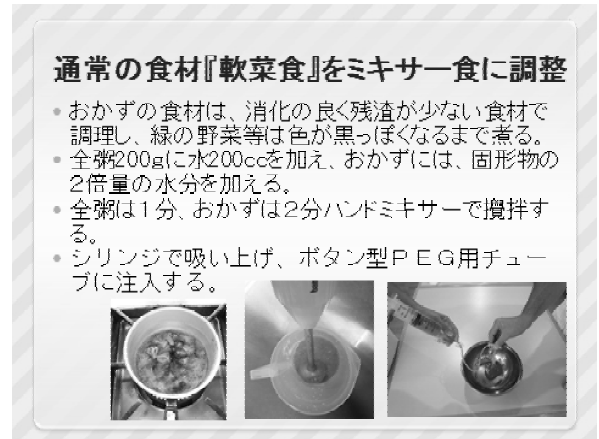 通常の食材『軟菜食』をミキサー食に調整
• おかずの食材は、消化の良く残渣が少ない食材で
調理し、緑の野菜等は色が黒っぽくなるまで煮る。
• 全粥200gに水200ccを加え、おかずには、固形物の
２倍量の水分を加える。
• 全粥は１分、おかずは２分ハンドミキサーで攪拌す
る。
• シリンジで吸い上げ、ボタン型ＰＥＧ用チュー
ブに注入する。